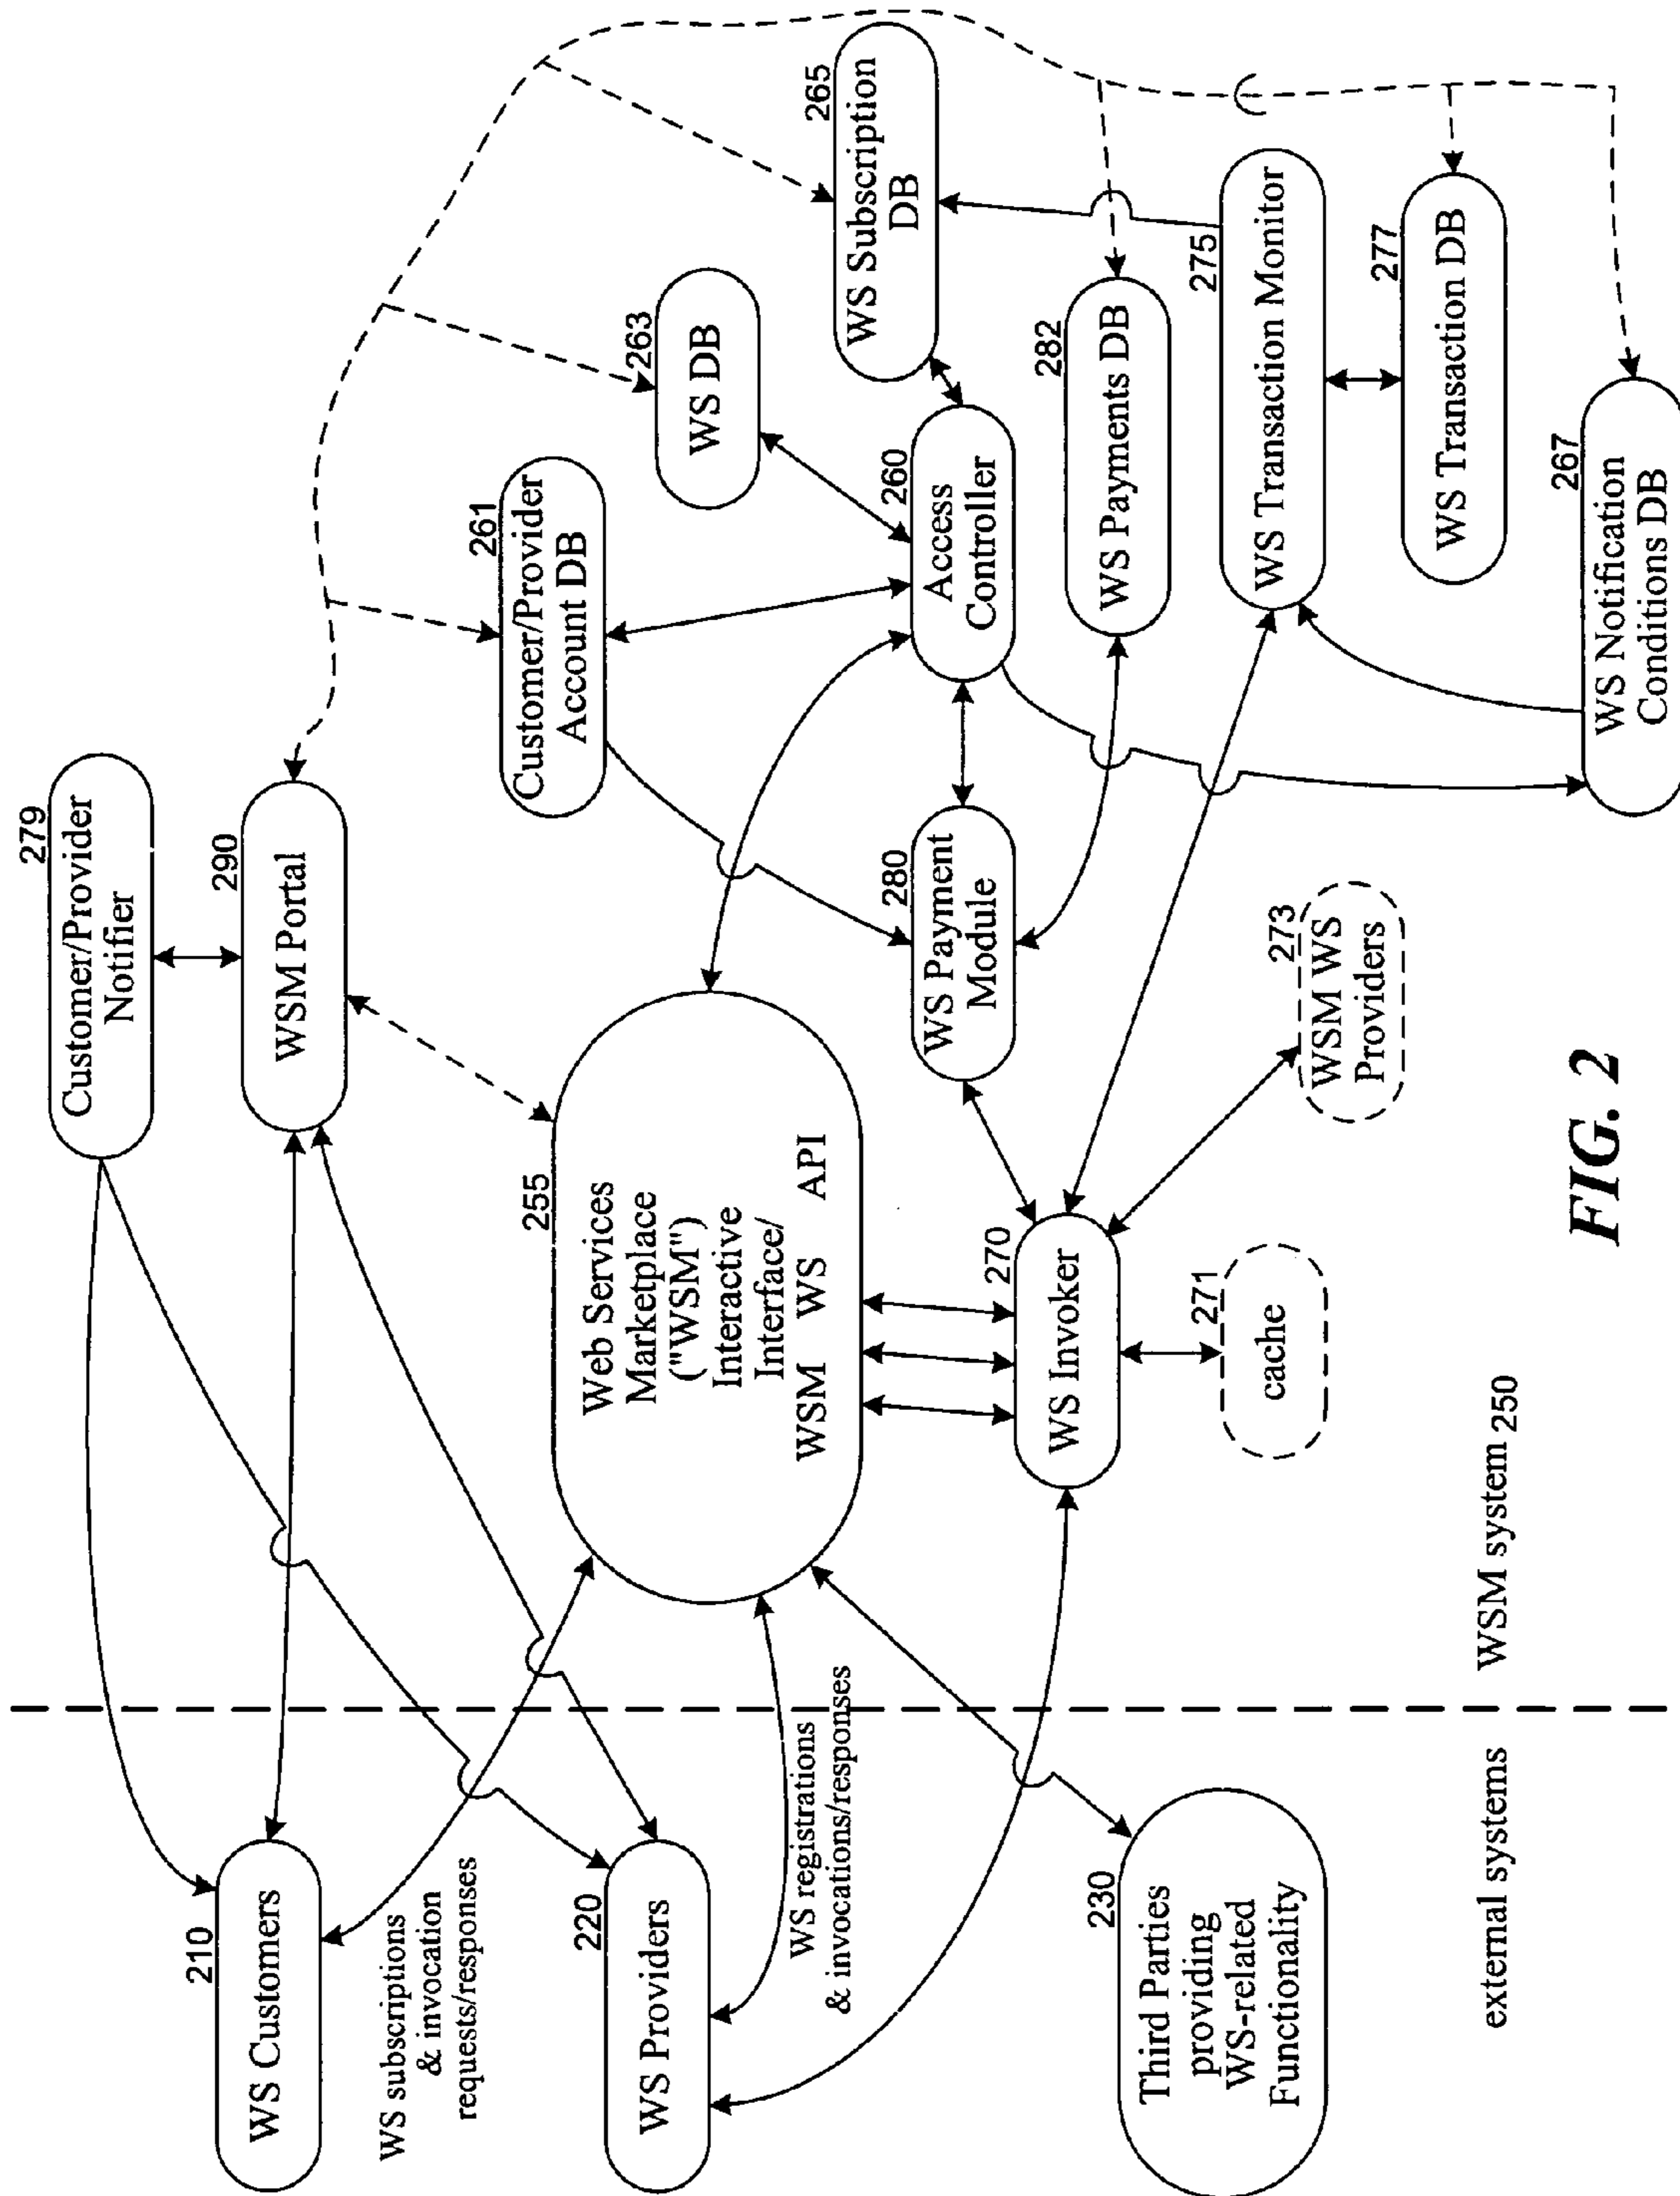 279
Customer/Provider
Notifier
290
WSM Portal
210
WS Customers
WS subscriptions
& invocation
requests/responses
220
WS Providers
WS registrations
& invocations/responses
230
Third Parties
providing
WS-related
Functionality
external systems
255
Web Services
Marketplace
("WSM")
Interactive
Interface/
WSM WS API
270
WS Invoker
271
cache
273
WSM WS
Providers
WSM system 250
261
Customer/Provider
Account DB
263
WS DB
265
WS Subscription
DB
260
Access
Controller
280
WS Payment
Module
282
WS Payments DB
275
WS Transaction Monitor
277
WS Transaction DB
267
WS Notification
Conditions DB
FIG. 2